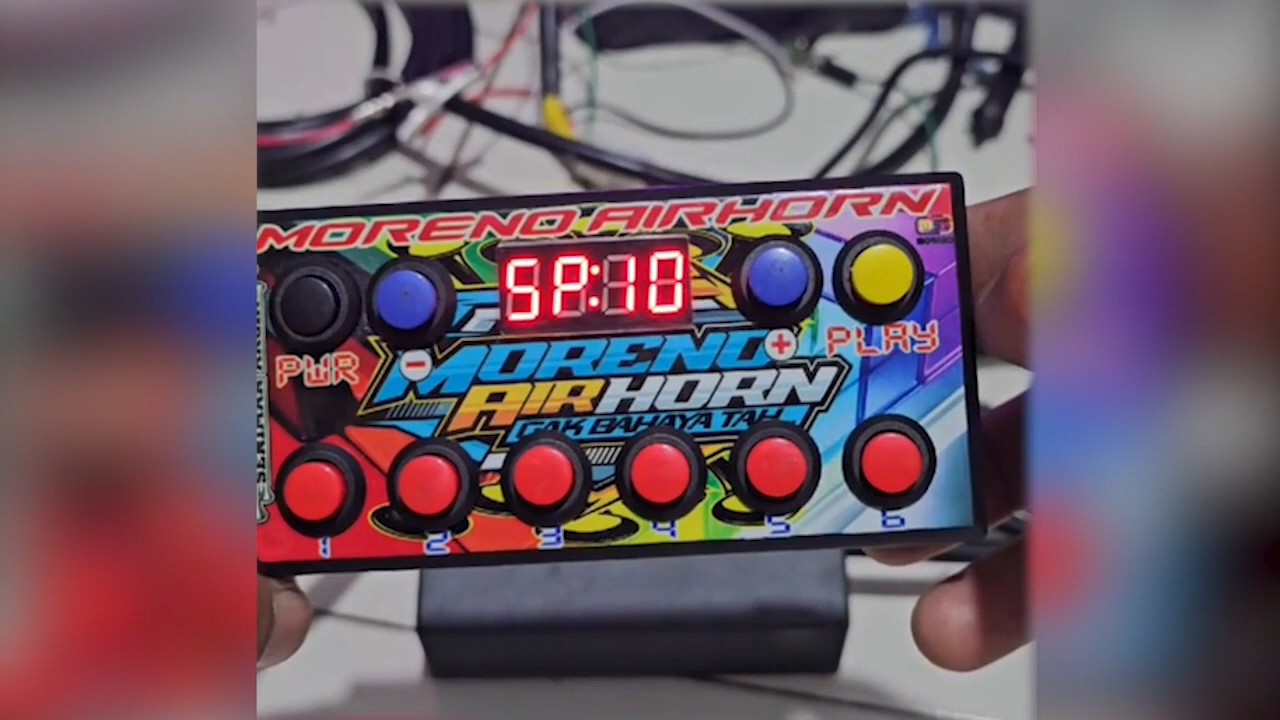 MORENO AIRHORN
SP:10
PWR
-
+
PLAY
MORENO
AIRHORN
GAK BAHAYA TAH
1 2 3 4 5 6